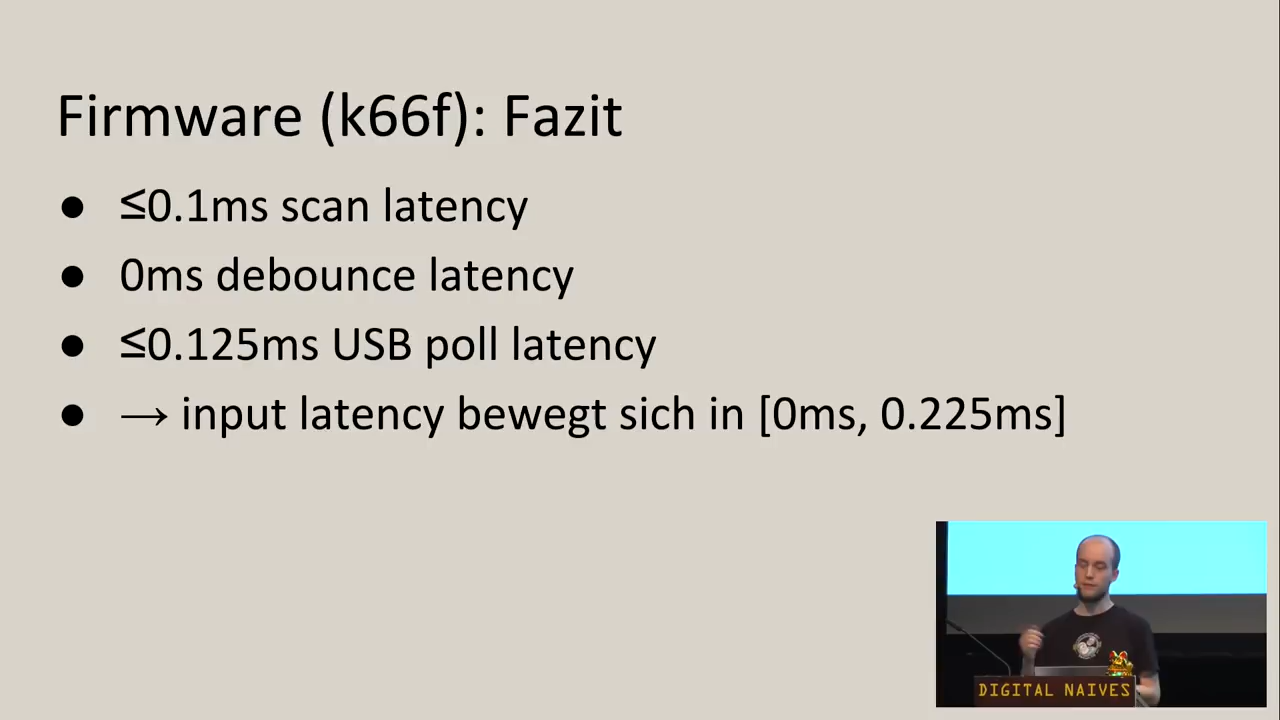 Firmware (k66f): Fazit
● ≤0.1ms scan latency
● 0ms debounce latency
● ≤0.125ms USB poll latency
● → input latency bewegt sich in [0ms, 0.225ms]
DIGITAL NAIVES